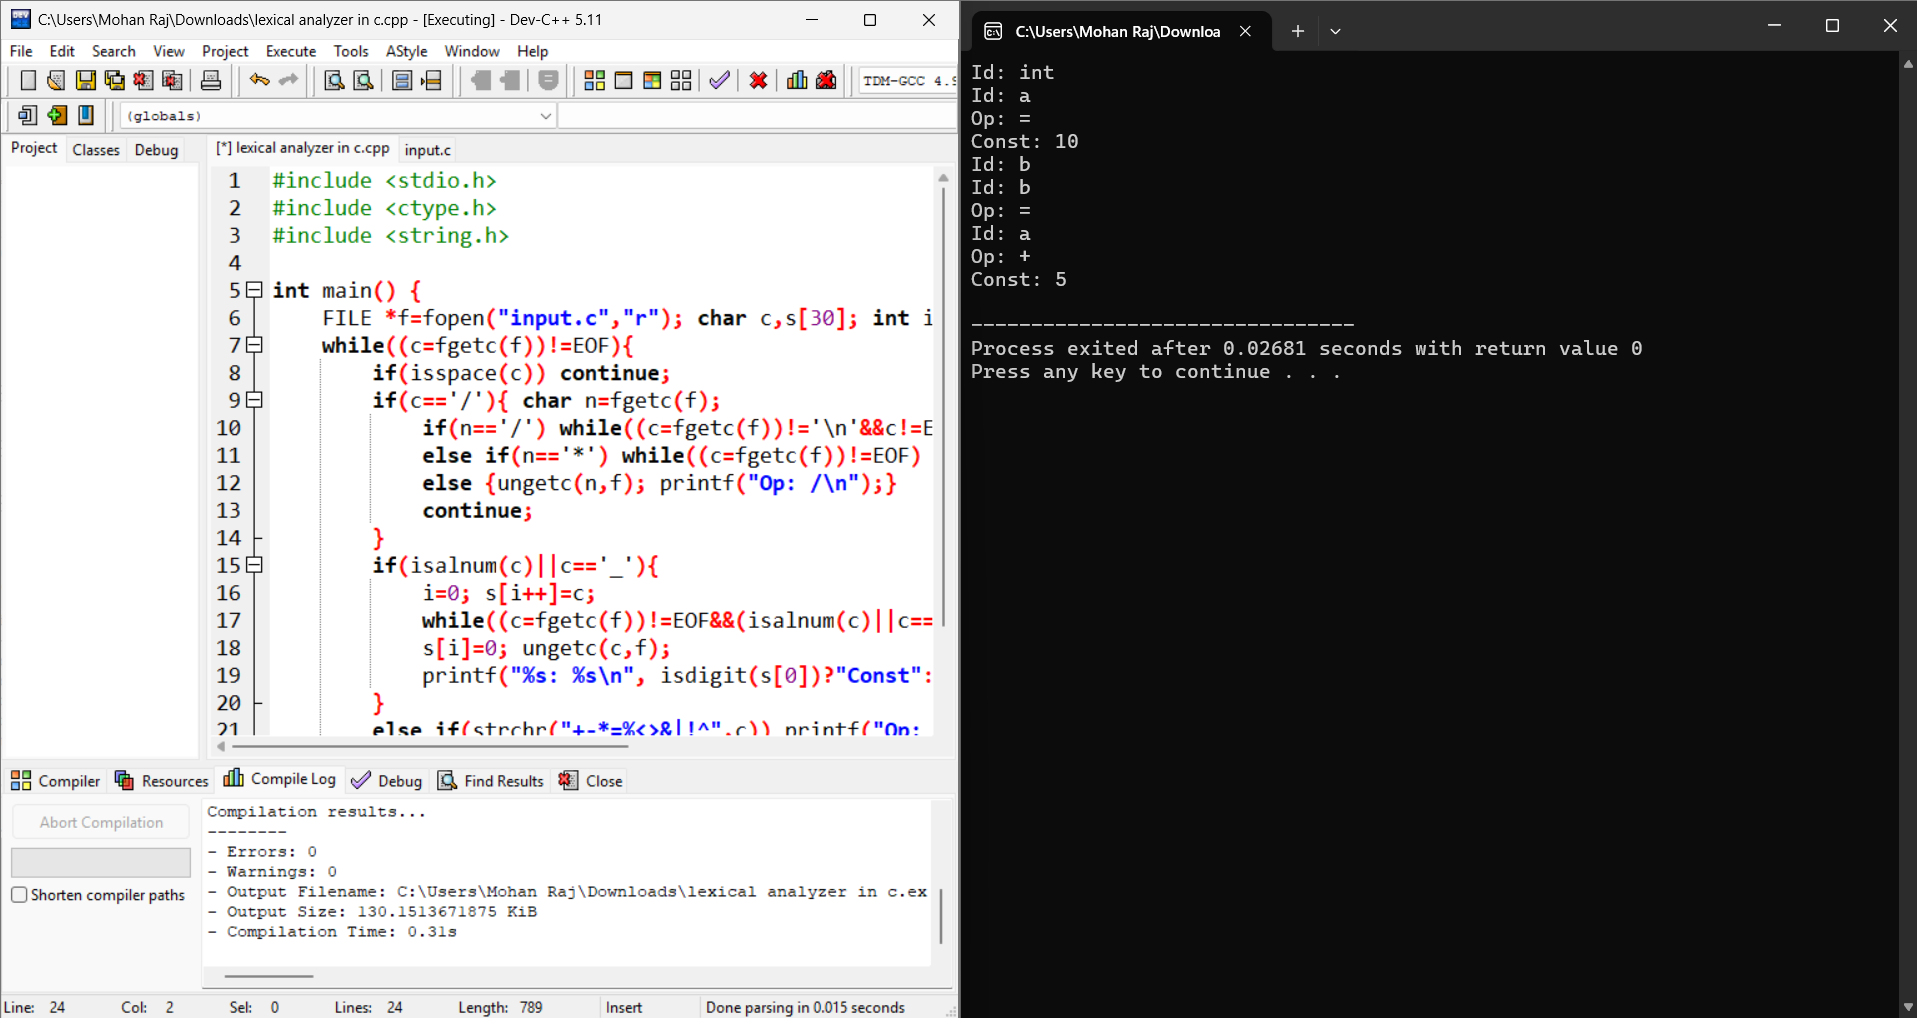 C:\Users\Mohan Raj\Downloads\lexical analyzer in c.cpp - [Executing] - Dev-C++ 5.11
File Edit Search View Project Execute Tools AStyle Window Help
TDM-GCC 4.9
(globals)
Project Classes Debug
[*] lexical analyzer in c.cpp input.c
1 #include <stdio.h>
2 #include <ctype.h>
3 #include <string.h>
4
5 int main() {
6 FILE *f=fopen("input.c","r"); char c,s[30]; int i
7 while((c=fgetc(f))!=EOF){
8 if(isspace(c)) continue;
9 if(c=='/'){ char n=fgetc(f);
10 if(n=='/') while((c=fgetc(f))!='\n'&&c!=E
11 else if(n=='*') while((c=fgetc(f))!=EOF)
12 else {ungetc(n,f); printf("Op: /\n");}
13 continue;
14 }
15 if(isalnum(c)||c=='_'){
16 i=0; s[i++]=c;
17 while((c=fgetc(f))!=EOF&&(isalnum(c)||c==
18 s[i]=0; ungetc(c,f);
19 printf("%s: %s\n", isdigit(s[0])?"Const":
20 }
21 else if(strchr("+-*=%<>&|!^",c)) printf("Op:
Compiler Resources Compile Log Debug Find Results Close
Abort Compilation
Shorten compiler paths
Compilation results...
--------
- Errors: 0
- Warnings: 0
- Output Filename: C:\Users\Mohan Raj\Downloads\lexical analyzer in c.ex
- Output Size: 130.1513671875 KiB
- Compilation Time: 0.31s
Line: 24 Col: 2 Sel: 0 Lines: 24 Length: 789 Insert Done parsing in 0.015 seconds
C:\Users\Mohan Raj\Downloa
Id: int
Id: a
Op: =
Const: 10
Id: b
Id: b
Op: =
Id: a
Op: +
Const: 5
--------------------------------
Process exited after 0.02681 seconds with return value 0
Press any key to continue . . .